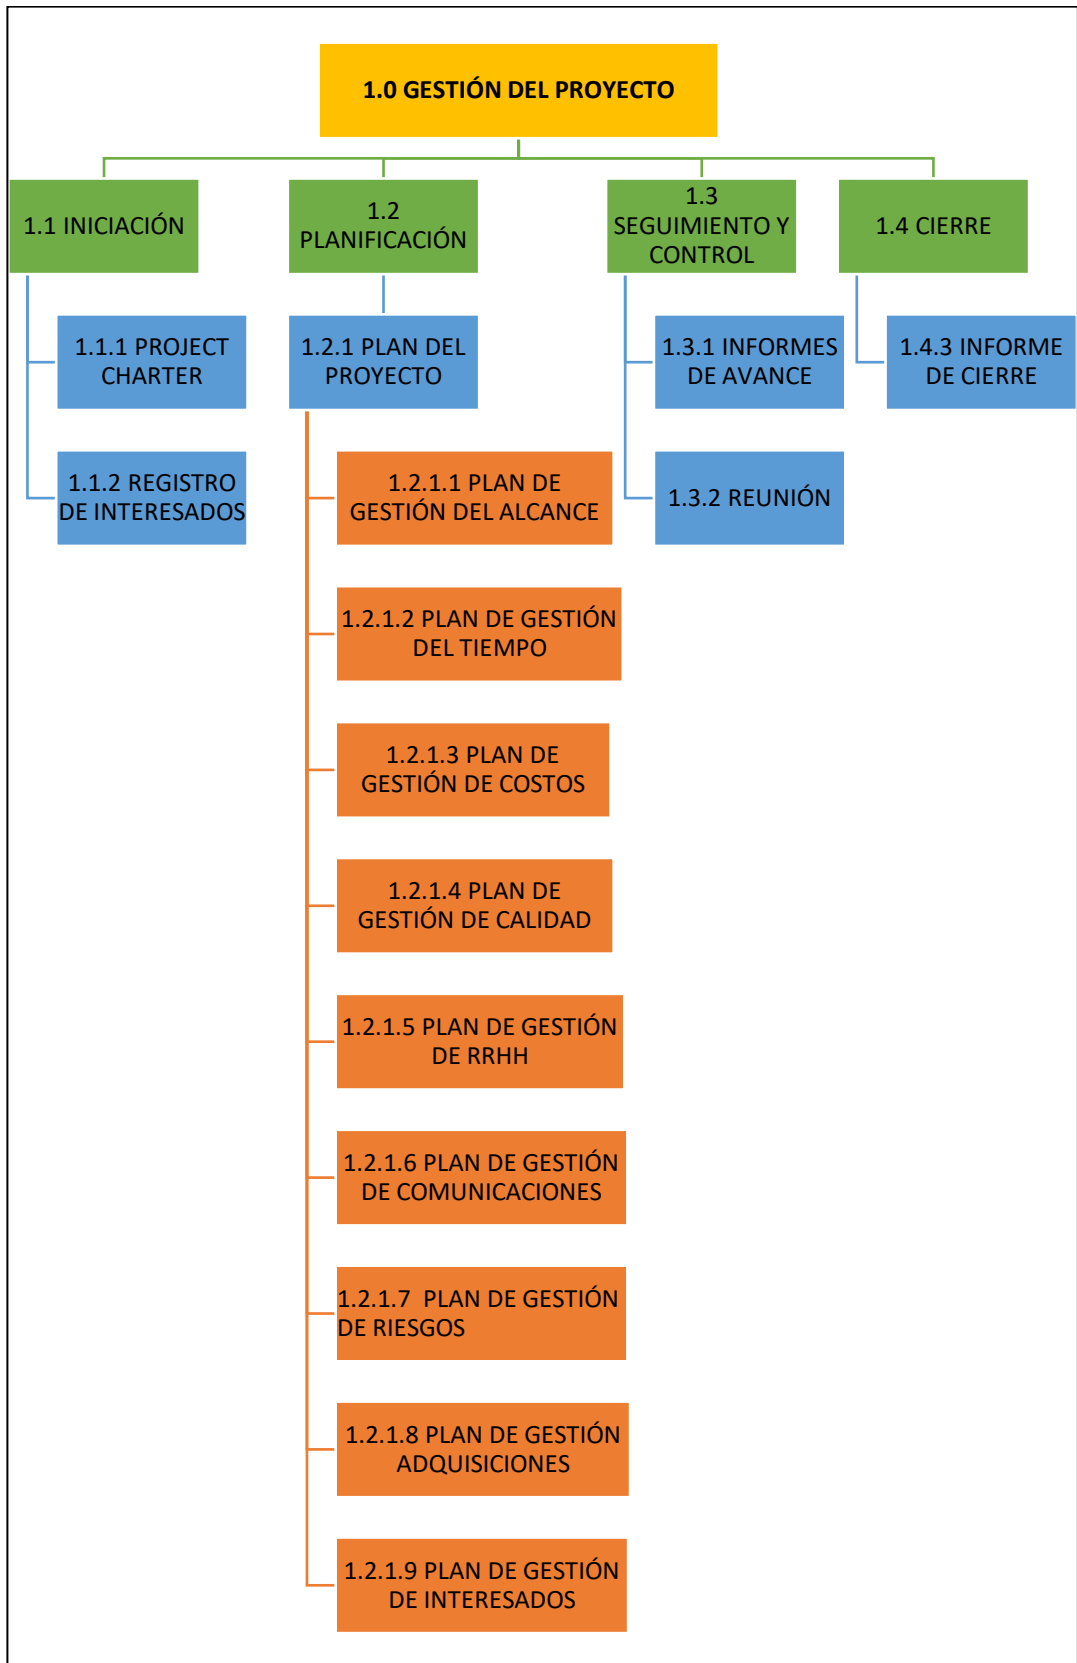 1.0 GESTIÓN DEL PROYECTO
1.1 INICIACIÓN
1.2
PLANIFICACIÓN
1.3
SEGUIMIENTO Y
CONTROL
1.4 CIERRE
1.1.1 PROJECT
CHARTER
1.1.2 REGISTRO
DE INTERESADOS
1.2.1 PLAN DEL
PROYECTO
1.2.1.1 PLAN DE
GESTIÓN DEL ALCANCE
1.2.1.2 PLAN DE GESTIÓN
DEL TIEMPO
1.2.1.3 PLAN DE
GESTIÓN DE COSTOS
1.2.1.4 PLAN DE
GESTIÓN DE CALIDAD
1.2.1.5 PLAN DE GESTIÓN
DE RRHH
1.2.1.6 PLAN DE GESTIÓN
DE COMUNICACIONES
1.2.1.7 PLAN DE GESTIÓN
DE RIESGOS
1.2.1.8 PLAN DE GESTIÓN
ADQUISICIONES
1.2.1.9 PLAN DE GESTIÓN
DE INTERESADOS
1.3.1 INFORMES
DE AVANCE
1.3.2 REUNIÓN
1.4.3 INFORME
DE CIERRE